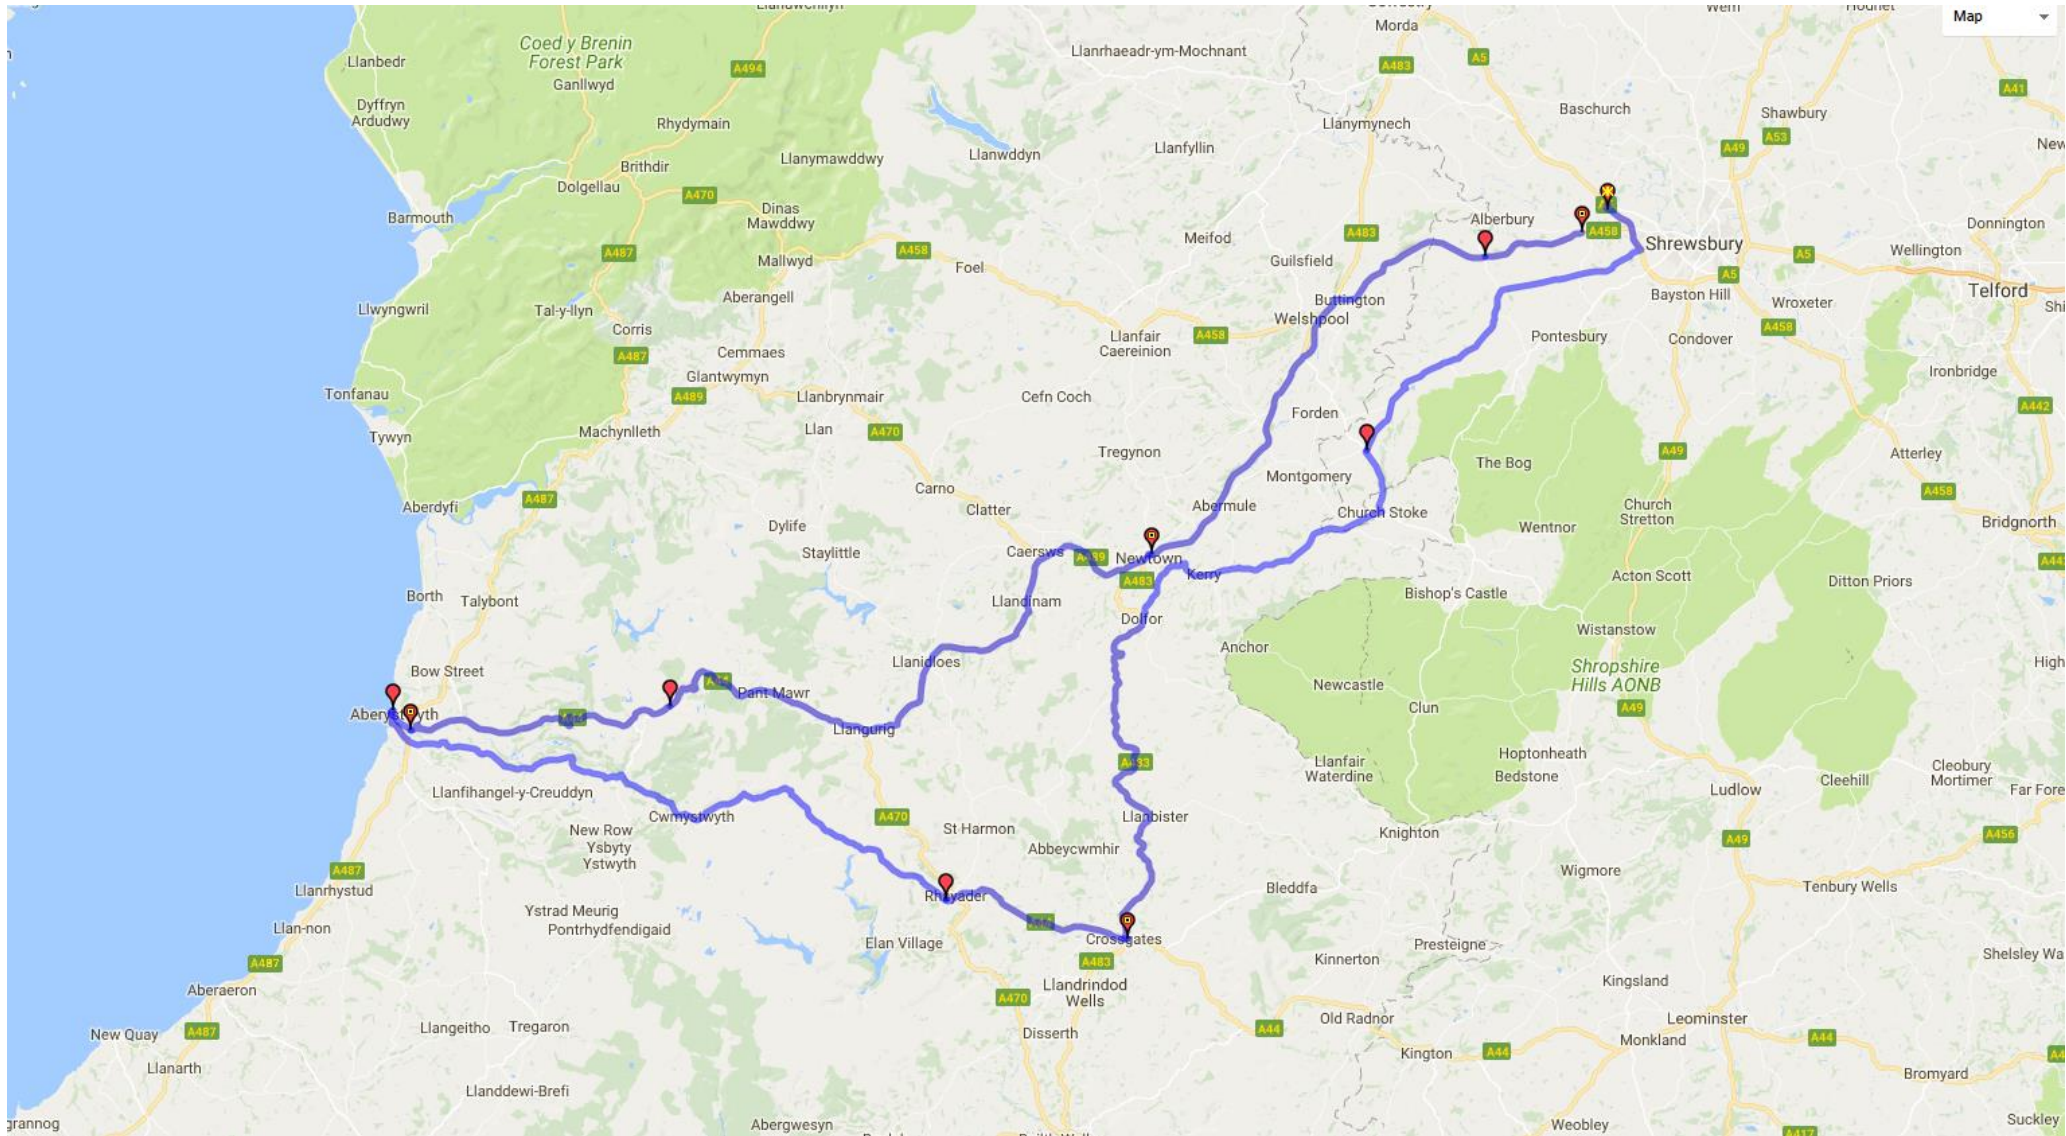 Map
Llanbedr
Coed y Brenin
Forest Park
Ganllwyd
A494
Llanrhaeadr-ym-Mochnant
Morda
A483
A5
A41
Dyffryn
Ardudwy
Rhydymain
Llanymynech
Baschurch
Shawbury
A53
Llanymawddwy
Llanwddyn
Llanfyllin
A49
Brithdir
Dolgellau
A470
Dinas
Mawddwy
Barmouth
Alberbury
A458
Shrewsbury
Donnington
Wellington
A487
Mallwyd
A458
Foel
Meifod
A483
Guilsfield
A5
A5
Aberangell
Buttington
Welshpool
Bayston Hill
Wroxeter
Telford
Llwyngwril
Tal-y-llyn
Corris
A487
Cemmaes
Llanfair
Caereinion
A458
Pontesbury
Condover
A458
Glantwymyn
Ironbridge
Tonfanau
A489
Llanbrynmair
Cefn Coch
A442
Tywyn
Machynlleth
Llan
A470
Forden
Tregynon
The Bog
A49
Atterley
Montgomery
Carno
A487
Aberdyfi
Clatter
Abermule
Church Stoke
Church
Stretton
A458
Bridgnorth
Dylife
Wentnor
Staylittle
Caersws
A489
Newtown
A483
Kerry
Acton Scott
Ditton Priors
Borth
Talybont
Llandinam
Bishop's Castle
Dolfor
Wistanstow
Anchor
Shropshire
Hills AONB
Bow Street
Llanidloes
Newcastle
Pant Mawr
Clun
A49
Aberystwyth
Llangurig
Hoptonheath
Bedstone
Llanfair
Waterdine
A483
Cleobury
Mortimer
Cleehill
Ludlow
Llanfihangel-y-Creuddyn
Cwmystwyth
A470
St Harmon
Llanbister
Knighton
A49
A456
New Row
Ysbyty
Ystwyth
Abbeycwmhir
A487
Llanrhystud
Rhayader
Bleddfa
Wigmore
Tenbury Wells
Ystrad Meurig
Pontrhydfendigaid
Llan-non
Elan Village
Crossgates
A483
Presteigne
Kinnerton
A487
Aberaeron
Llandrindod
Wells
A470
Kingsland
New Quay
A487
Llangeitho
Tregaron
Disserth
A44
Old Radnor
Leominster
Monkland
A44
Kington
A44
Llanarth
Llanddewi-Brefi
Bromyard
Abergwesyn
Weobley
Suckley
A417